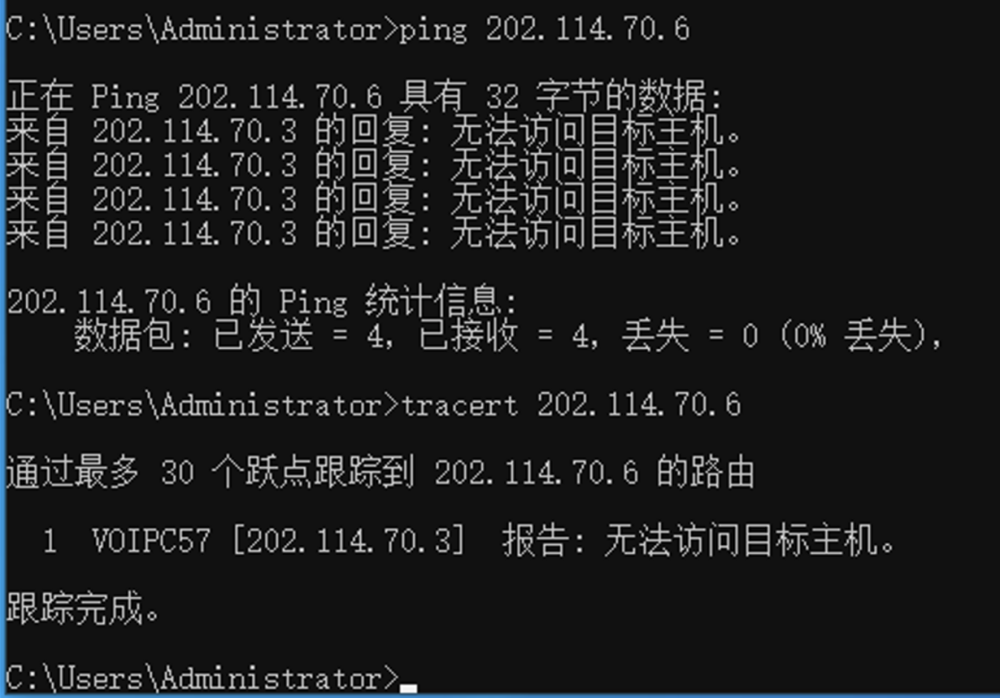 C:\Users\Administrator>ping 202.114.70.6
正在 Ping 202.114.70.6 具有 32 字节的数据:
来自 202.114.70.3 的回复: 无法访问目标主机。
来自 202.114.70.3 的回复: 无法访问目标主机。
来自 202.114.70.3 的回复: 无法访问目标主机。
来自 202.114.70.3 的回复: 无法访问目标主机。
202.114.70.6 的 Ping 统计信息:
数据包: 已发送 = 4，已接收 = 4，丢失 = 0 (0% 丢失)，
C:\Users\Administrator>tracert 202.114.70.6
通过最多 30 个跃点跟踪到 202.114.70.6 的路由
1 VOIPC57 [202.114.70.3] 报告: 无法访问目标主机。
跟踪完成。
C:\Users\Administrator>